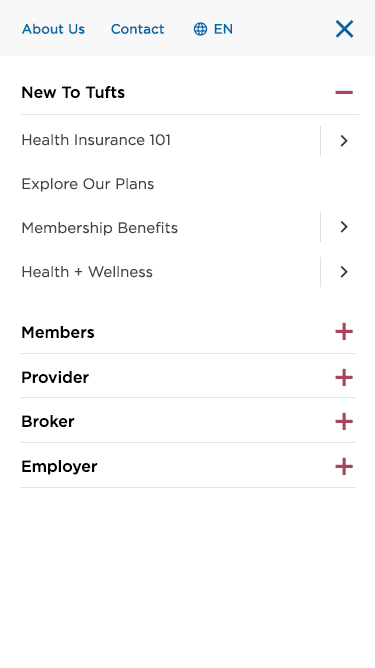 About Us Contact EN
New To Tufts
Health Insurance 101
Explore Our Plans
Membership Benefits
Health + Wellness
Members
Provider
Broker
Employer